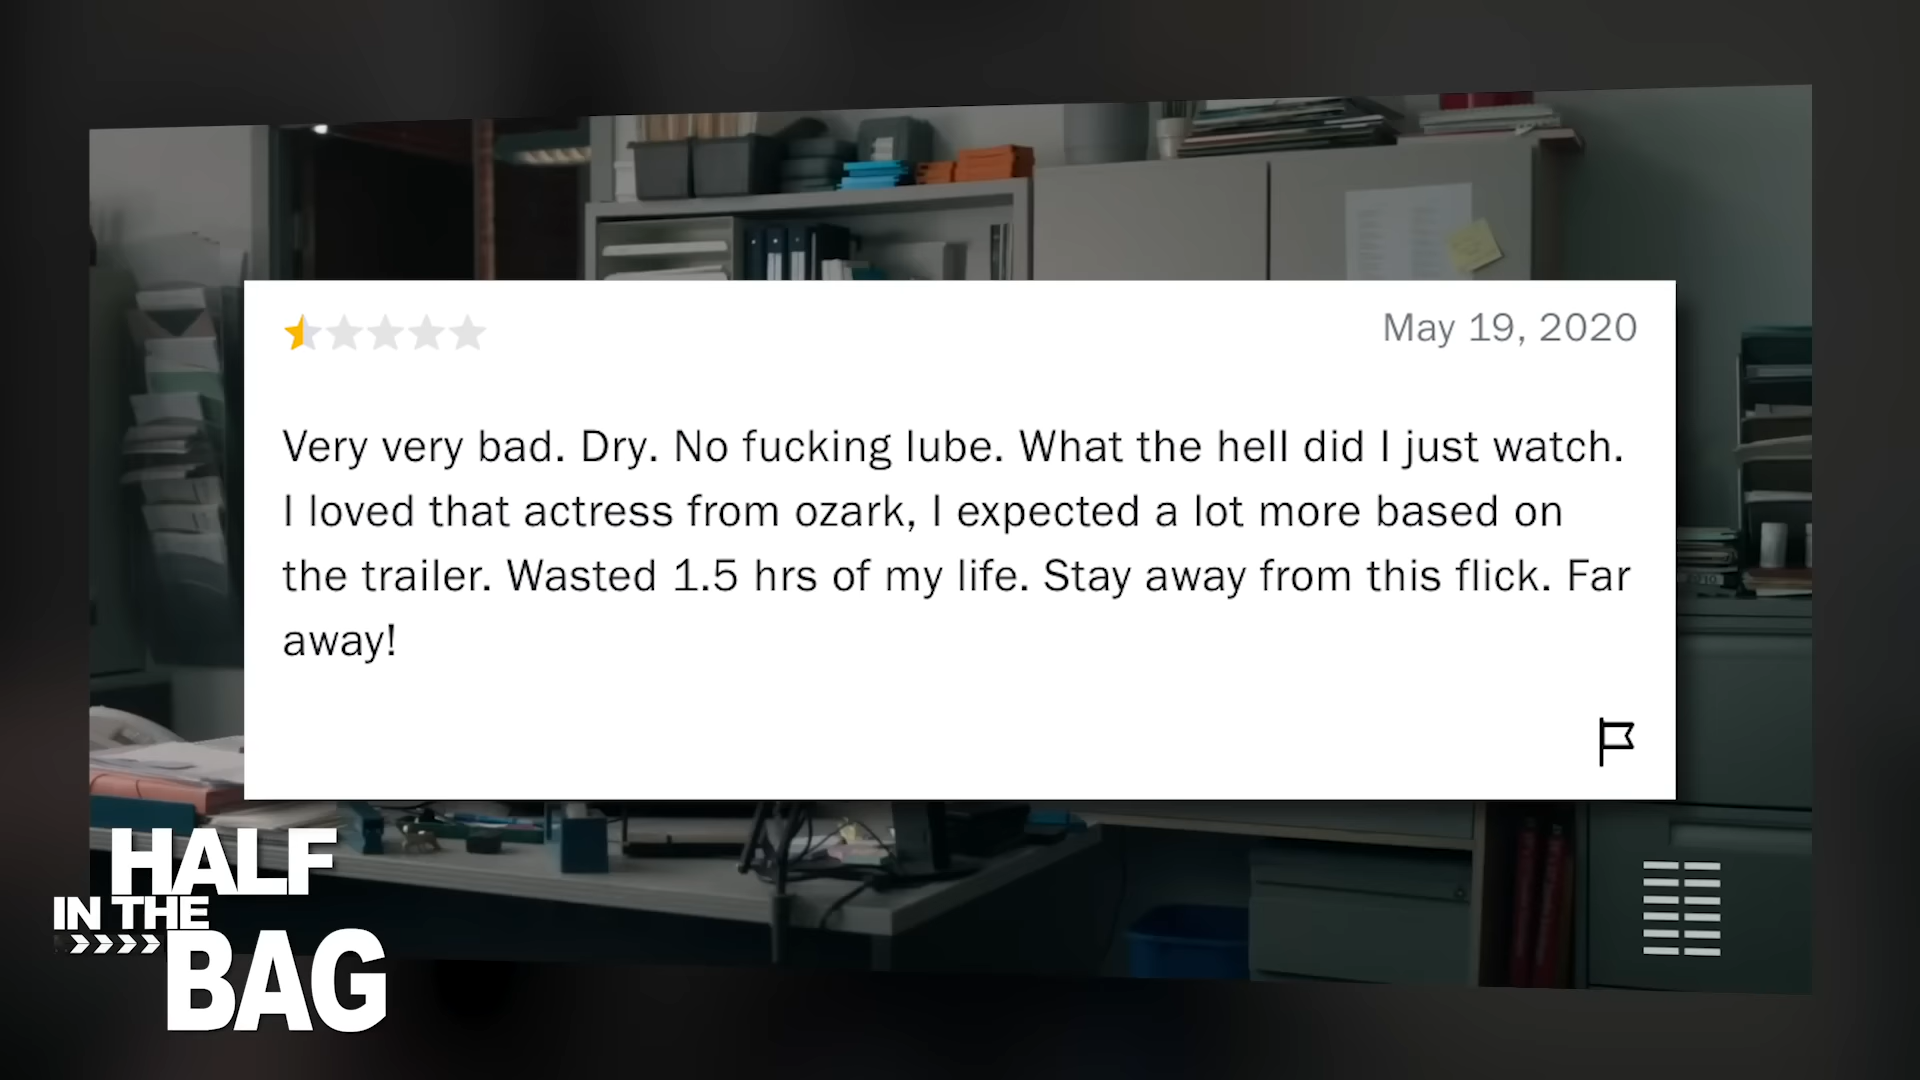 May 19, 2020
Very very bad. Dry. No fucking lube. What the hell did I just watch.
I loved that actress from ozark, I expected a lot more based on
the trailer. Wasted 1.5 hrs of my life. Stay away from this flick. Far
away!
HALF
IN THE
BAG